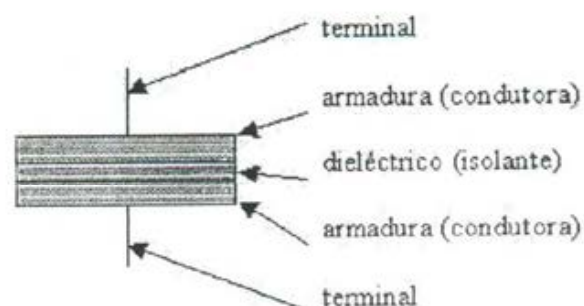 terminal
armadura (condutora)
dieléctrico (isolante)
armadura (condutora)
terminal